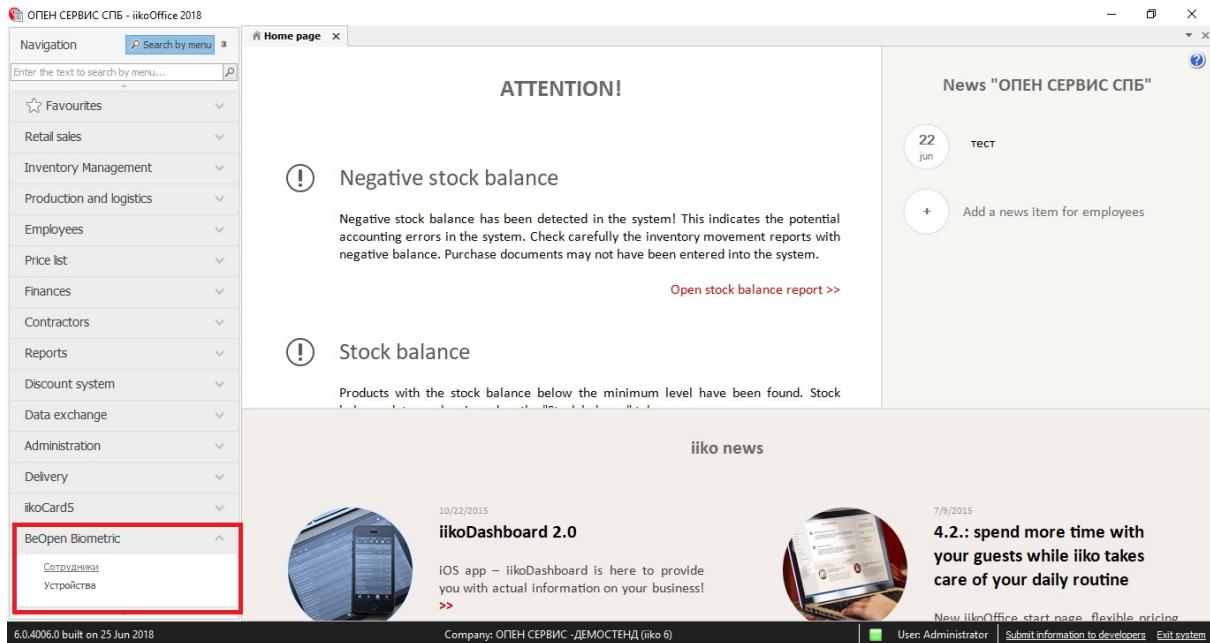 ОПЕН СЕРВИС СПБ - iikoOffice 2018
Navigation
Search by menu
Enter the text to search by menu...
Favourites
Retail sales
Inventory Management
Production and logistics
Employees
Price list
Finances
Contractors
Reports
Discount system
Data exchange
Administration
Delivery
iikoCard5
BeOpen Biometric
Сотрудники
Устройства
Home page
ATTENTION!
Negative stock balance
Negative stock balance has been detected in the system! This indicates the potential
accounting errors in the system. Check carefully the inventory movement reports with
negative balance. Purchase documents may not have been entered into the system.
Open stock balance report >>
Stock balance
Products with the stock balance below the minimum level have been found. Stock
News "ОПЕН СЕРВИС СПБ"
22
jun
тест
+
Add a news item for employees
iiko news
10/22/2015
iikoDashboard 2.0
iOS app – iikoDashboard is here to provide
you with actual information on your business!
>>
7/9/2015
4.2.: spend more time with
your guests while iiko takes
care of your daily routine
New iikoOffice start page, flexible pricing
6.0.4006.0 built on 25 Jun 2018
Company: ОПЕН СЕРВИС -ДЕМОСТЕНД (iiko 6)
User: Administrator
Submit information to developers
Exit system